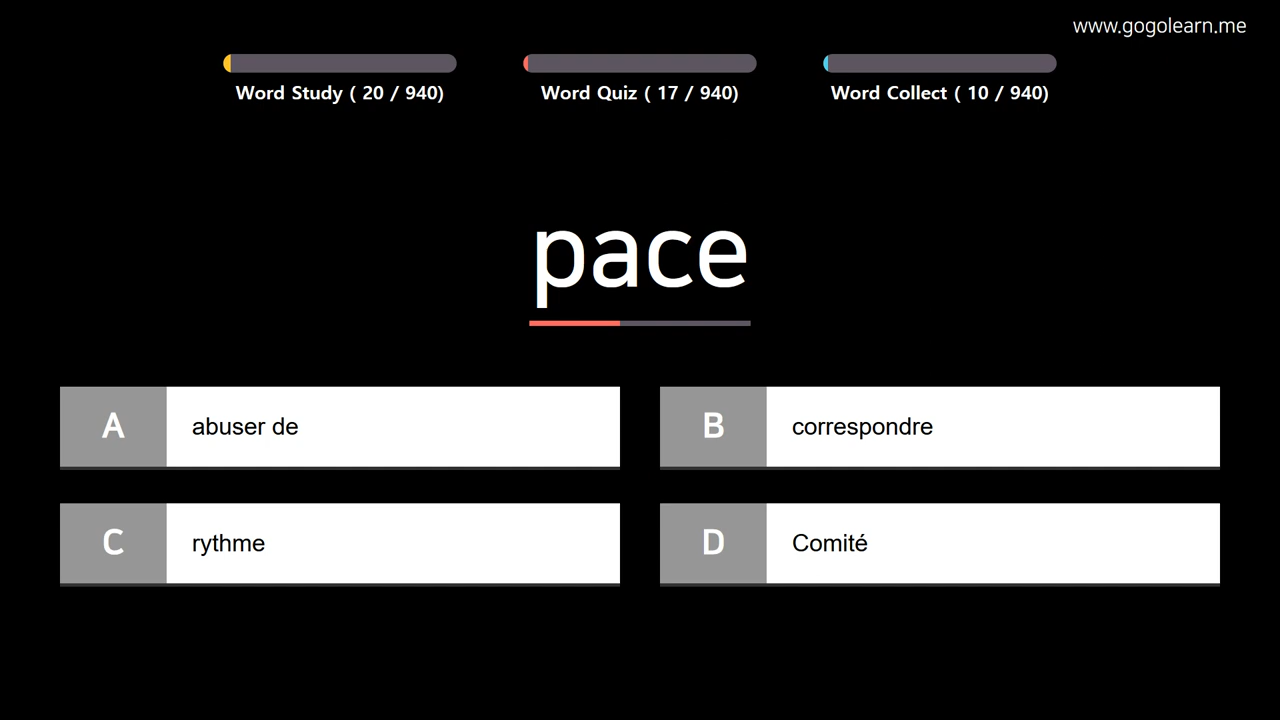 www.gogolearn.me
Word Study ( 20 / 940)
Word Quiz ( 17 / 940)
Word Collect ( 10 / 940)
pace
A abuser de
B correspondre
C rythme
D Comité